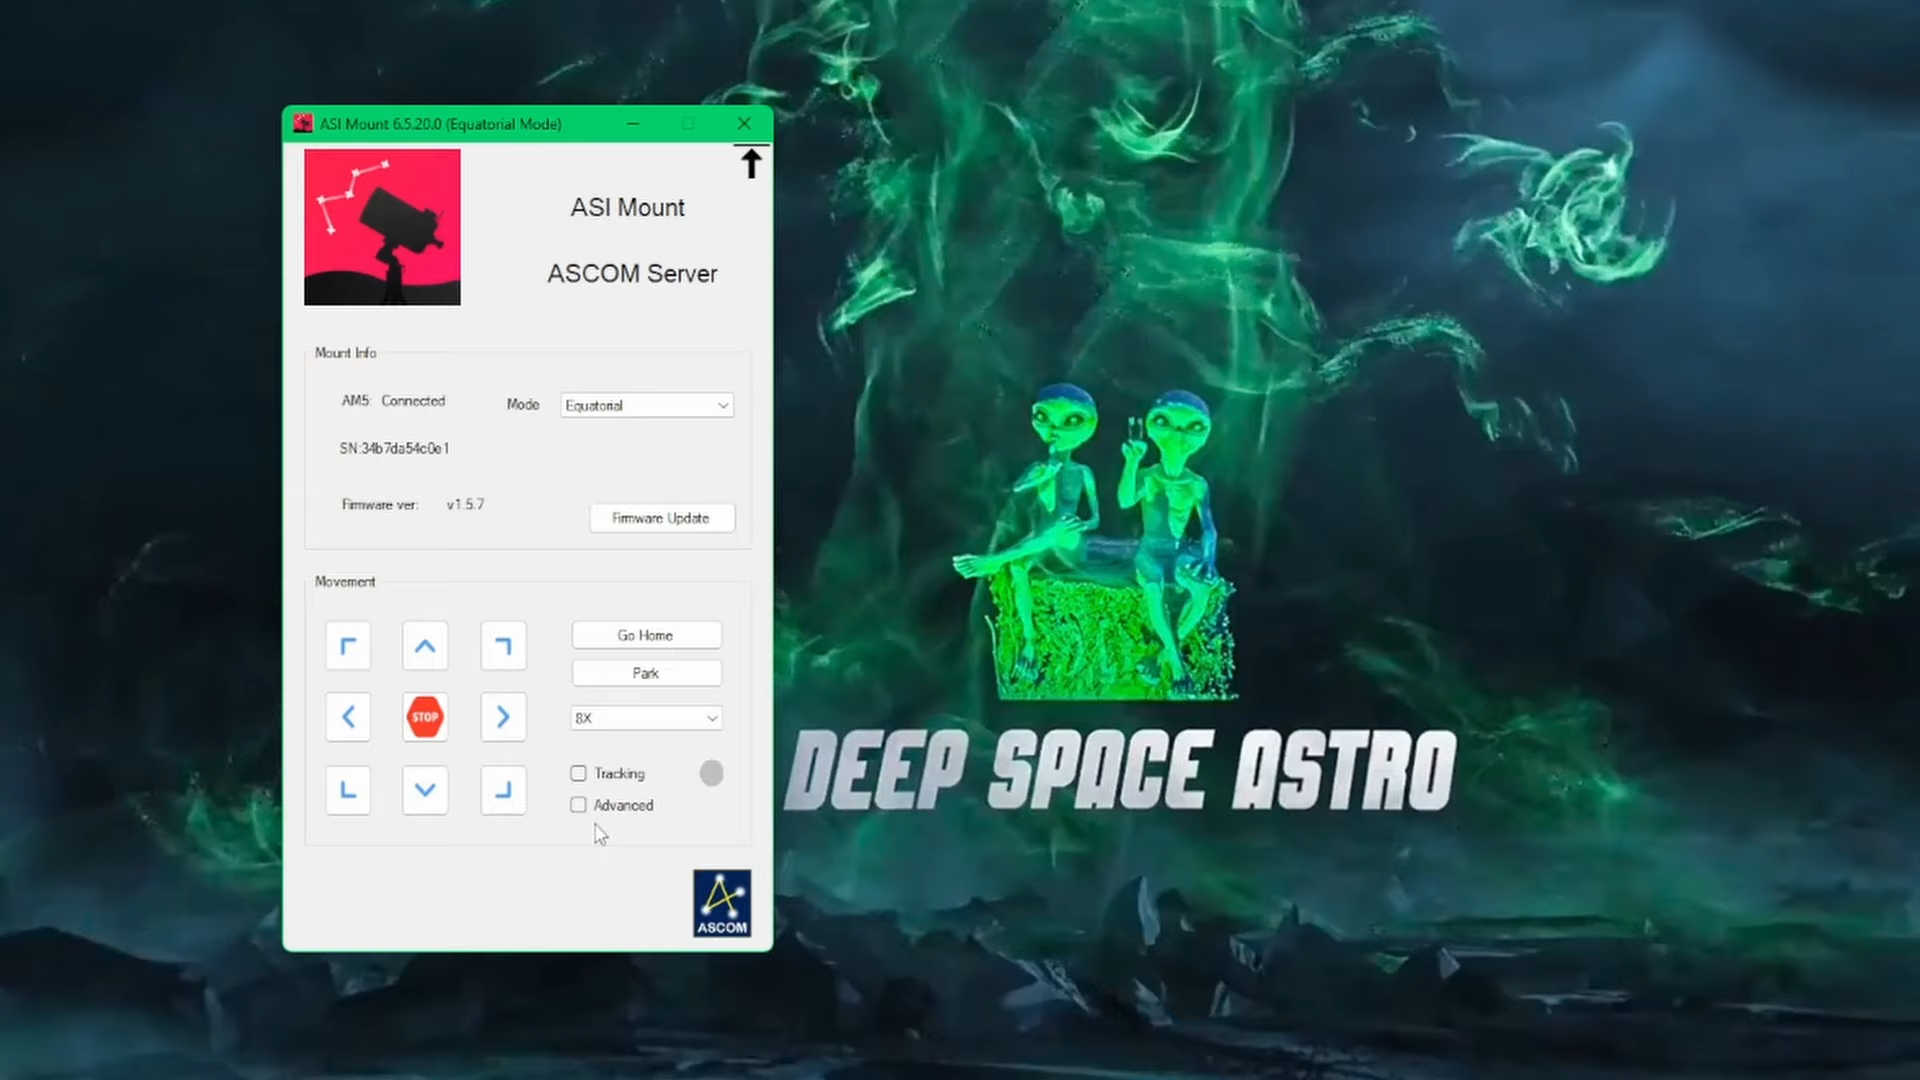 ASI Mount 6.5.20.0 (Equatorial Mode)
ASI Mount
ASCOM Server
Mount Info
AM5: Connected
Mode
Equatorial
SN:34b7da54c0e1
Firmware ver: v1.5.7
Firmware Update
Movement
Go Home
Park
STOP
8X
Tracking
Advanced
ASCOM
DEEP SPACE ASTRO